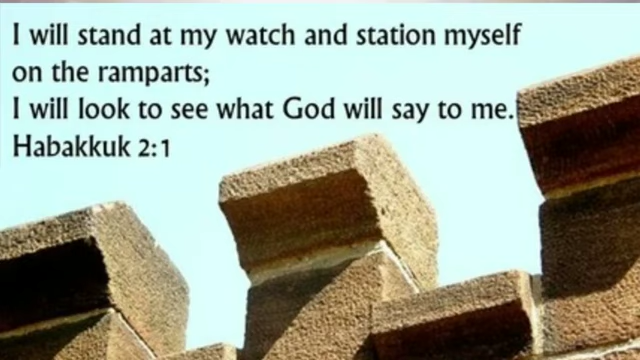 I will stand at my watch and station myself
on the ramparts;
I will look to see what God will say to me.
Habakkuk 2:1